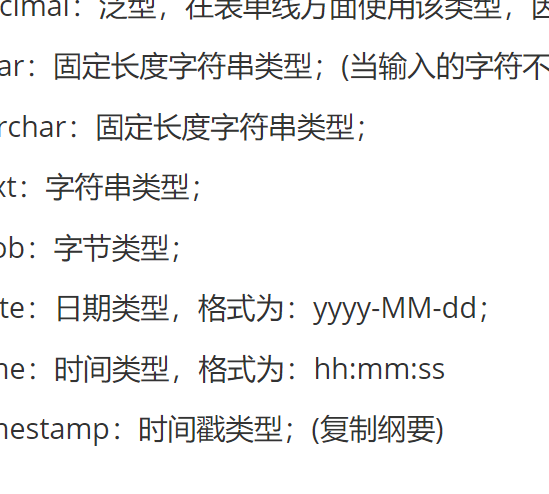 cimal：泛型，在表单线方面使用该类型，因
ar：固定长度字符串类型；(当输入的字符不
rchar：固定长度字符串类型；
xt：字符串类型；
ob：字节类型；
te：日期类型，格式为：yyyy-MM-dd；
ne：时间类型，格式为：hh:mm:ss
nestamp：时间戳类型；(复制纲要)